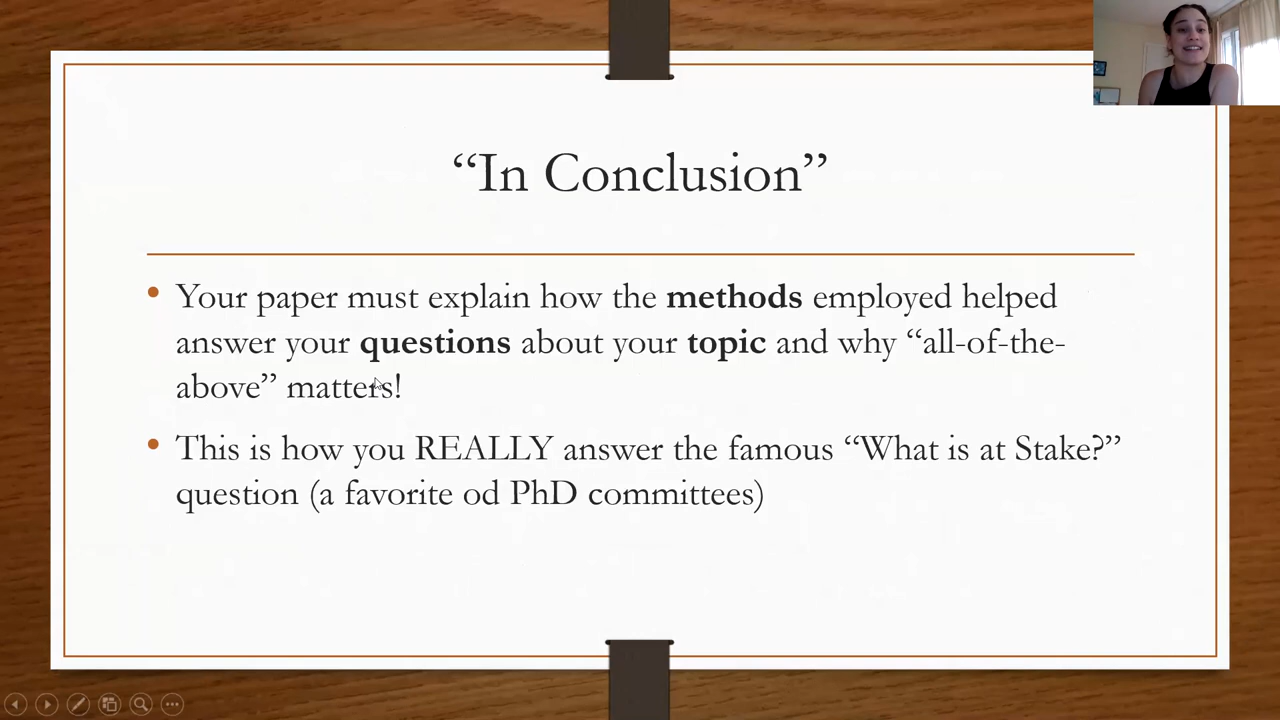 “In Conclusion”
• Your paper must explain how the methods employed helped
answer your questions about your topic and why “all-of-the-
above” matters!
• This is how you REALLY answer the famous “What is at Stake?”
question (a favorite od PhD committees)